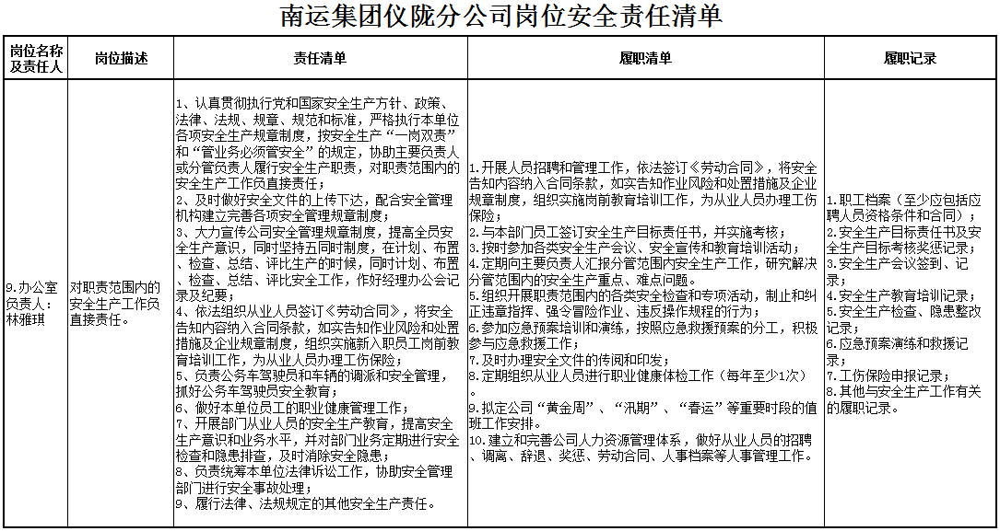 南运集团仪陇分公司岗位安全责任清单
岗位名称
及责任人
岗位描述
责任清单
履职清单
履职记录
9.办公室
负责人：
林雅琪
对职责范围内的
安全生产工作负
直接责任。
1、认真贯彻执行党和国家安全生产方针、政策、
法律、法规、规章、规范和标准，严格执行本单位
各项安全生产规章制度，按安全生产“一岗双责”
和“管业务必须管安全”的规定，协助主要负责人
或分管负责人履行安全生产职责，对职责范围内的
安全生产工作负直接责任；
2、及时做好安全文件的上传下达，配合安全管理
机构建立完善各项安全管理规章制度；
3、大力宣传公司安全管理规章制度，提高全员安
全生产意识，同时坚持五同时制度，在计划、布置
、检查、总结、评比生产的时候，同时计划、布置
、检查、总结、评比安全工作，作好经理办公会记
录及纪要；
4、依法组织从业人员签订《劳动合同》，将安全
告知内容纳入合同条款，如实告知作业风险和处置
措施及企业规章制度，组织实施新入职员工岗前教
育培训工作，为从业人员办理工伤保险；
5、负责公务车驾驶员和车辆的调派和安全管理，
抓好公务车驾驶员安全教育；
6、做好本单位员工的职业健康管理工作；
7、开展部门从业人员的安全生产教育，提高安全
生产意识和业务水平，并对部门业务定期进行安全
检查和隐患排查，及时消除安全隐患；
8、负责统筹本单位法律诉讼工作，协助安全管理
部门进行安全事故处理；
9、履行法律、法规规定的其他安全生产责任。
1.开展人员招聘和管理工作，依法签订《劳动合同》，将安全
告知内容纳入合同条款，如实告知作业风险和处置措施及企业
规章制度，组织实施岗前教育培训工作，为从业人员办理工伤
保险；
2.与本部门员工签订安全生产目标责任书，并实施考核；
3.按时参加各类安全生产会议、安全宣传和教育培训活动；
4.定期向主要负责人汇报分管范围内安全生产工作，研究解决
分管范围内的安全生产重点、难点问题。
5.组织开展职责范围内的各类安全检查和专项活动，制止和纠
正违章指挥、强令冒险作业、违反操作规程的行为；
6.参加应急预案培训和演练，按照应急救援预案的分工，积极
参与应急救援工作；
7.及时办理安全文件的传阅和印发；
8.定期组织从业人员进行职业健康体检工作（每年至少1次）
。
9.拟定公司“黄金周”、“汛期”、“春运”等重要时段的值
班工作安排。
10.建立和完善公司人力资源管理体系，做好从业人员的招聘
、调离、辞退、奖惩、劳动合同、人事档案等人事管理工作。
1.职工档案（至少应包括应
聘人员资格条件和合同）；
2.安全生产目标责任书及安
全生产目标考核奖惩记录；
3.安全生产会议签到、记
录；
4.安全生产教育培训记录；
5.安全生产检查、隐患整改
记录；
6.应急预案演练和救援记
录；
7.工伤保险申报记录；
8.其他与安全生产工作有关
的履职记录。